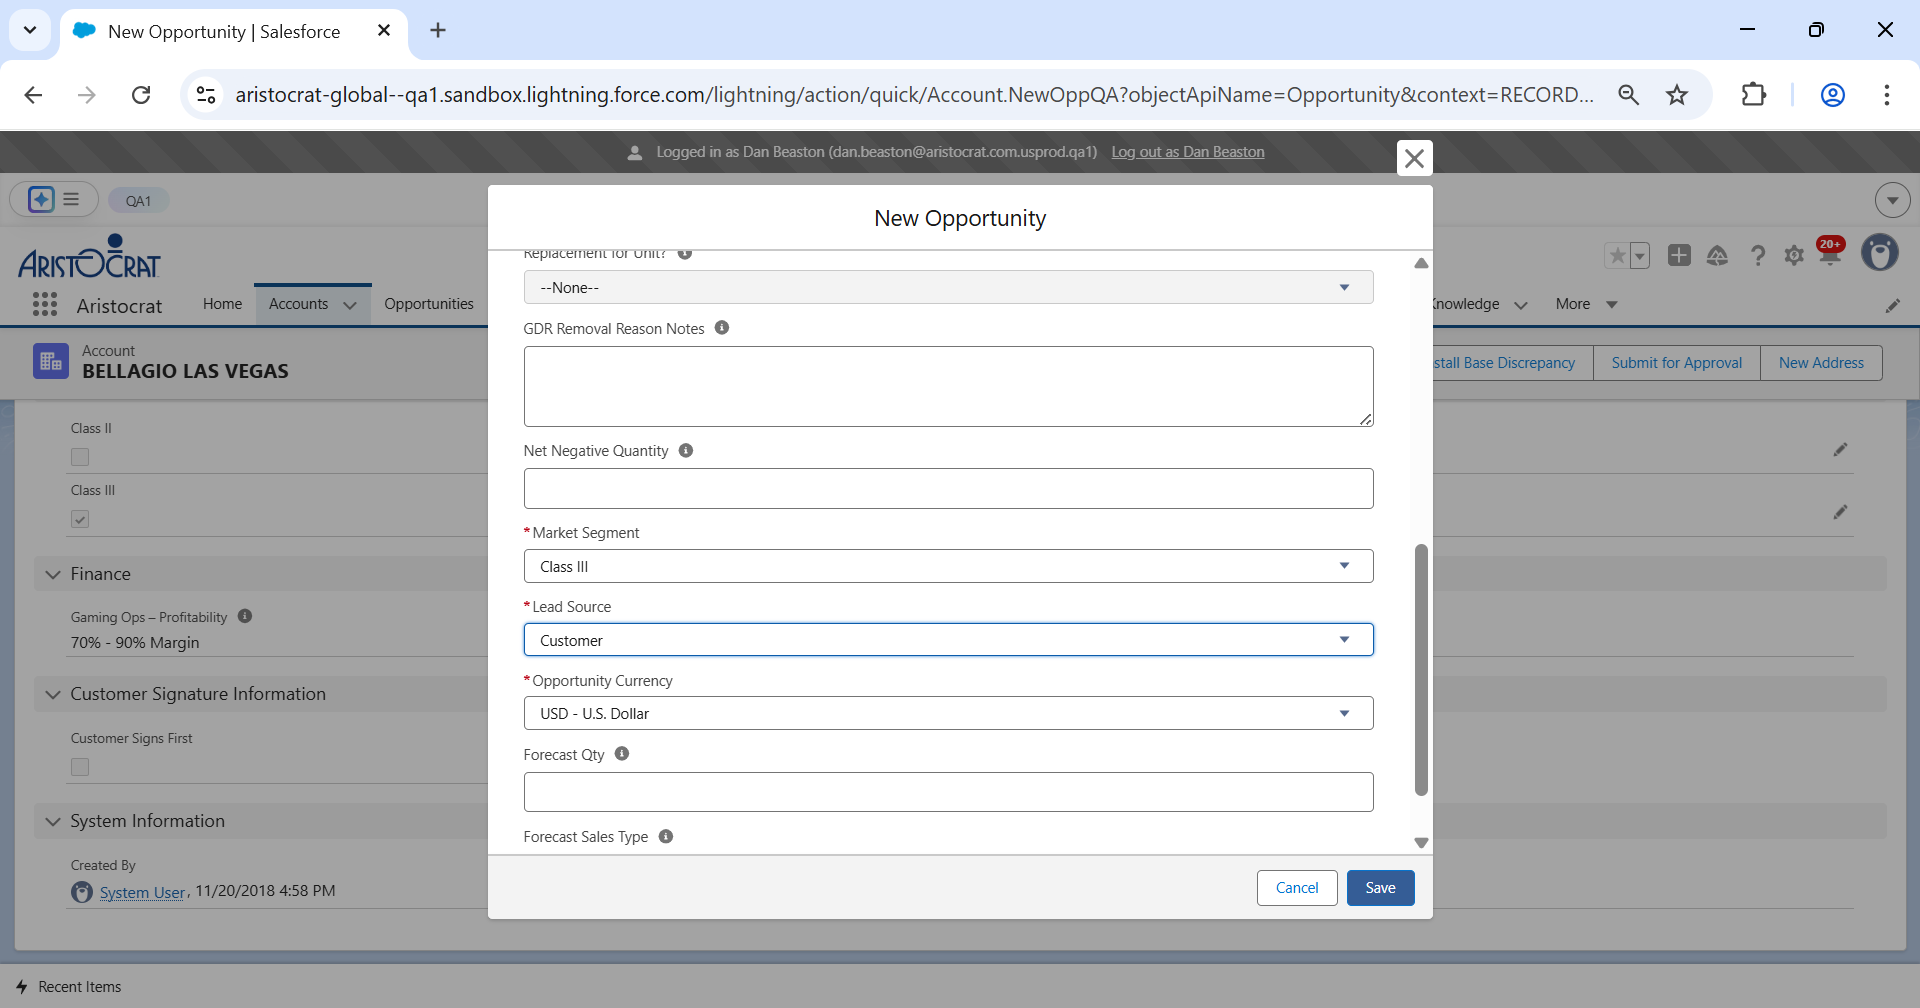 New Opportunity | Salesforce
aristocrat-global--qa1.sandbox.lightning.force.com/lightning/action/quick/Account.NewOppQA?objectApiName=Opportunity&context=RECORD...
Logged in as Dan Beaston (dan.beaston@aristocrat.com.usprod.qa1) Log out as Dan Beaston
QA1
New Opportunity
ARISTOCRAT
20+
Aristocrat
Home
Accounts
Opportunities
Knowledge
More
Account
BELLAGIO LAS VEGAS
Install Base Discrepancy
Submit for Approval
New Address
Replacement for Unit?
--None--
GDR Removal Reason Notes
Net Negative Quantity
*Market Segment
Class III
*Lead Source
Customer
*Opportunity Currency
USD - U.S. Dollar
Forecast Qty
Forecast Sales Type
Cancel
Save
Class II
Class III
Finance
Gaming Ops – Profitability
70% - 90% Margin
Customer Signature Information
Customer Signs First
System Information
Created By
System User, 11/20/2018 4:58 PM
Recent Items